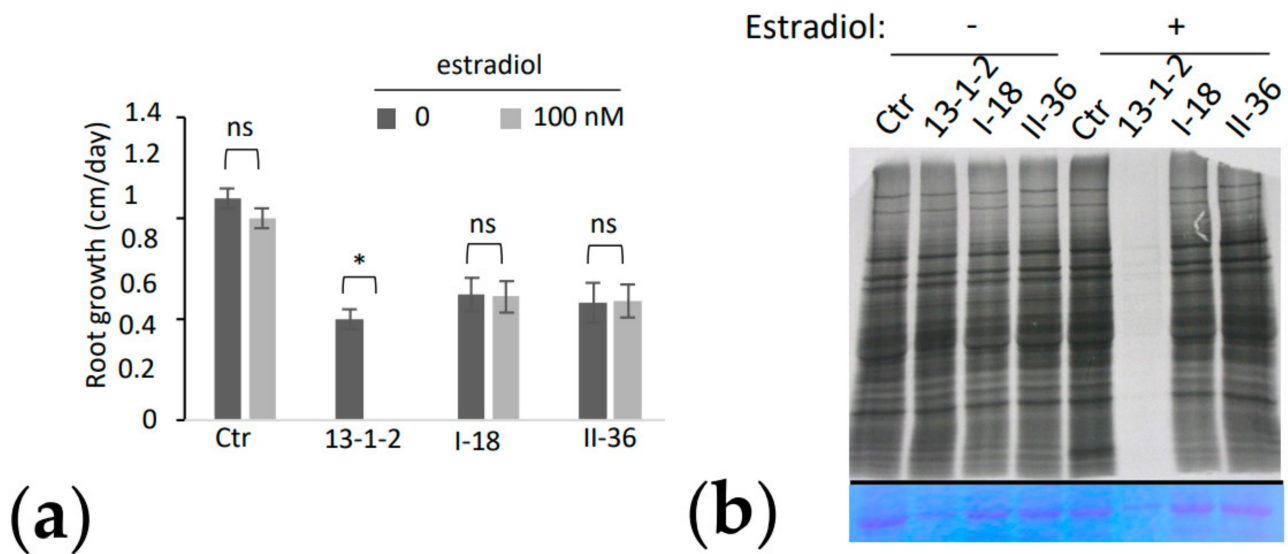 estradiol
0
100 nM
Root growth (cm/day)
1.4
1.2
1
0.8
0.6
0.4
0.2
0
ns
*
ns
ns
Ctr
13-1-2
I-18
II-36
(a)
Estradiol:
-
+
Ctr
13-1-2
I-18
II-36
Ctr
13-1-2
I-18
II-36
(b)